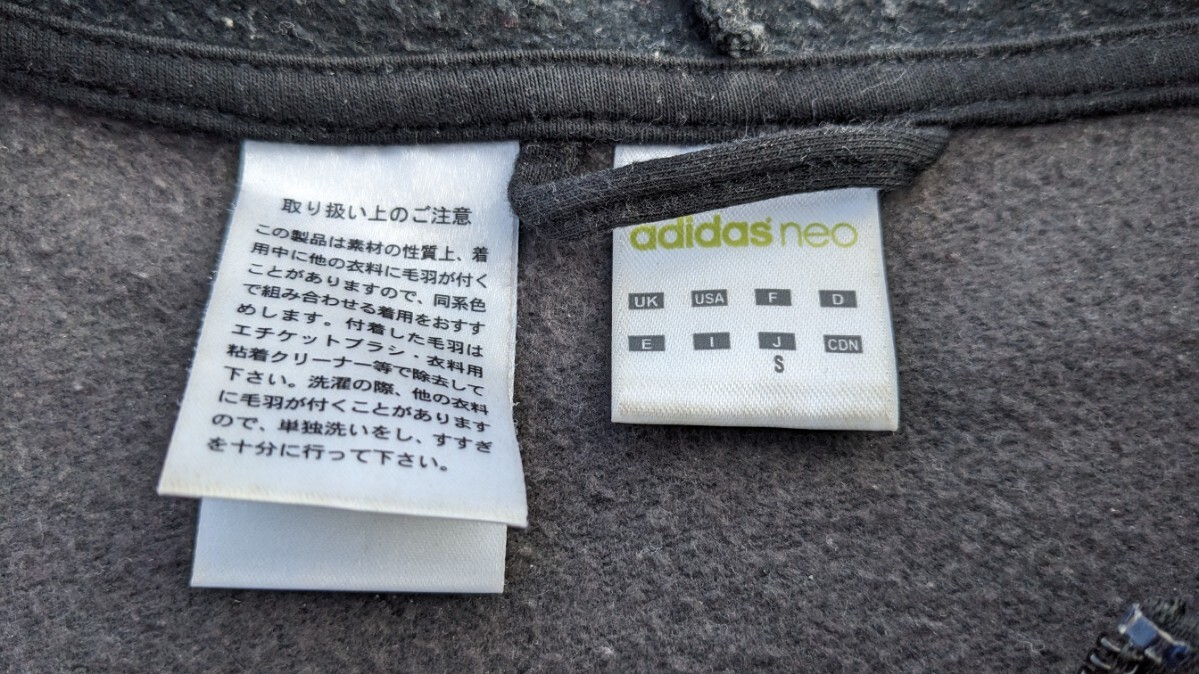 取り扱い上のご注意
この製品は素材の性質上、着
用中に他の衣料に毛羽が付く
ことがありますので、同系色
で組み合わせる着用をおすす
めします。付着した毛羽は
エチケットブラシ・衣料用
粘着クリーナー等で除去して
下さい。洗濯の際、他の衣料
に毛羽が付くことがあります
ので、単独洗いをし、すすぎ
を十分に行って下さい。
adidas neo
UK USA F D
E I J CDN
S